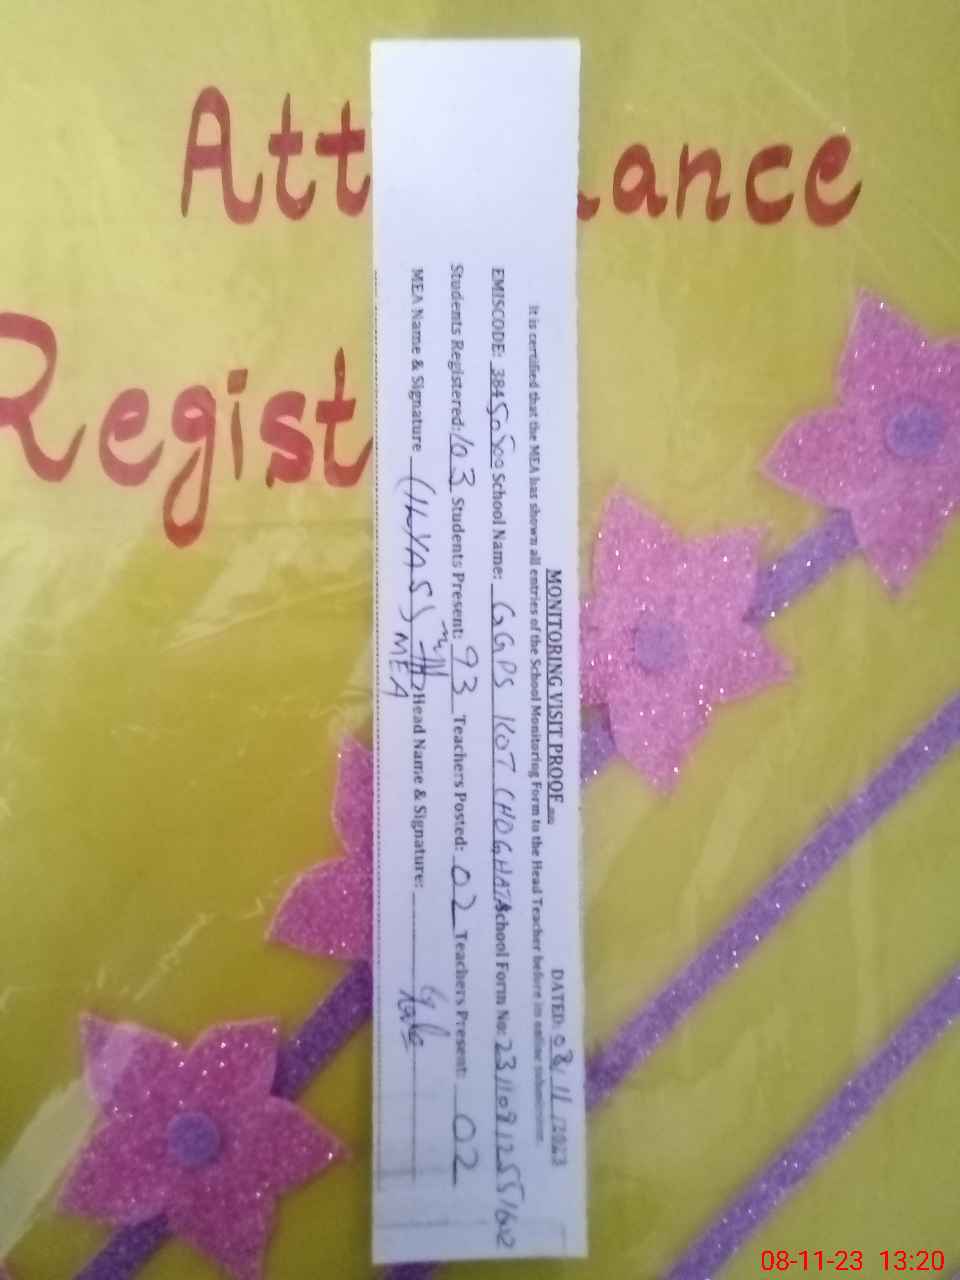 Att ance
Regist
MONITORING VISIT PROOF DATED: 08/11/2023
It is certified that the MEA has shown all entries of the School Monitoring Form to the Head Teacher before its online submission
EMISCODE: School Name: GGPS KOT CHOGHATA School Form No:
Students Registered: 103 Students Present: 93 Teachers Posted: 02 Teachers Present: 02
MEA Name & Signature (ILYAS) Head Name & Signature:
MEA
08-11-23 13:20